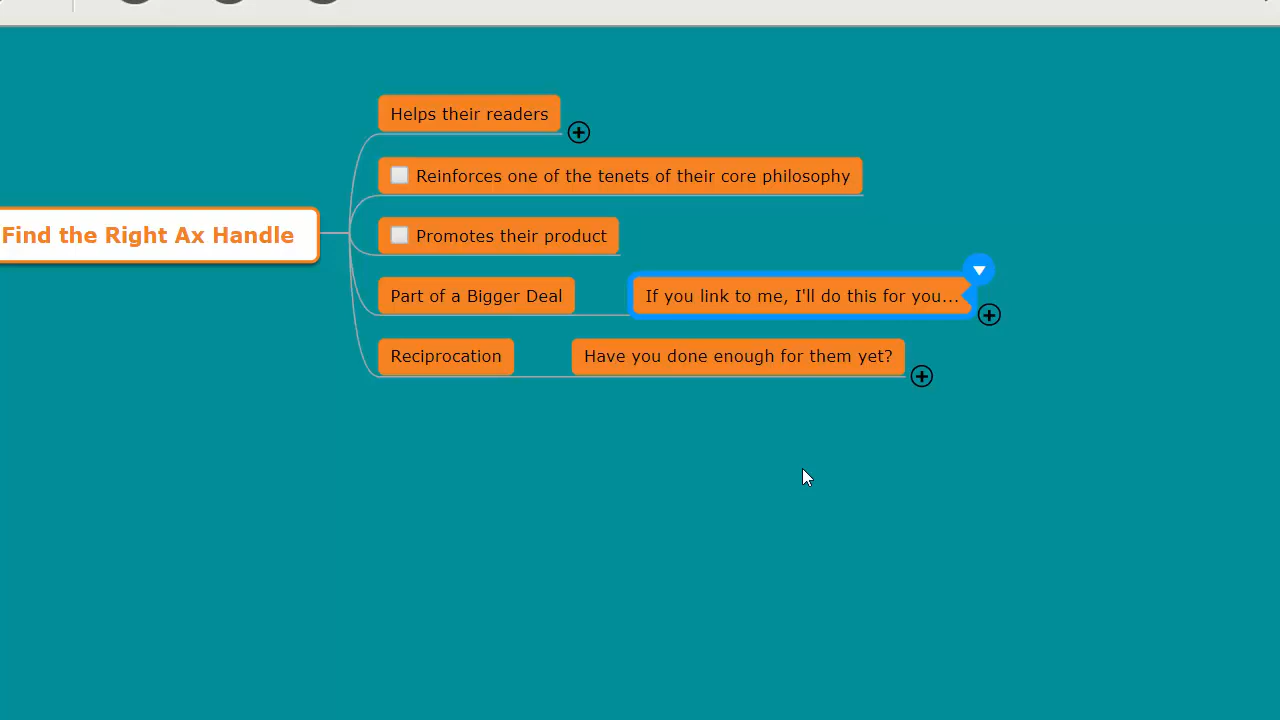 Helps their readers
Reinforces one of the tenets of their core philosophy
Find the Right Ax Handle
Promotes their product
Part of a Bigger Deal
If you link to me, I'll do this for you...
Reciprocation
Have you done enough for them yet?